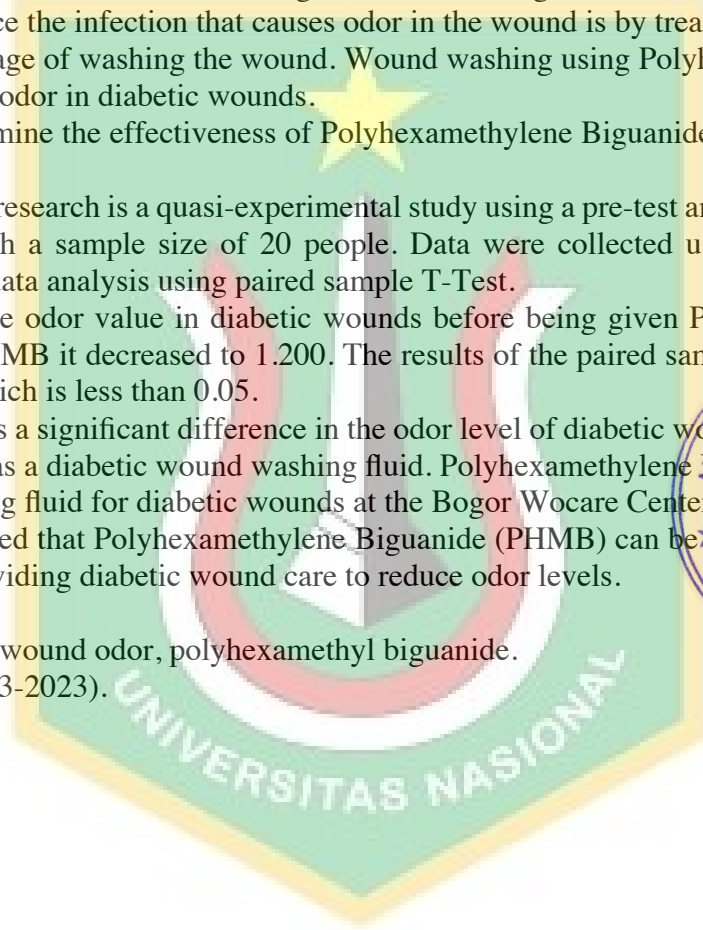 ce the infection that causes odor in the wound is by trea
age of washing the wound. Wound washing using Polyh
odor in diabetic wounds.
mine the effectiveness of Polyhexamethylene Biguanide
research is a quasi-experimental study using a pre-test an
h a sample size of 20 people. Data were collected u
ata analysis using paired sample T-Test.
e odor value in diabetic wounds before being given P
MB it decreased to 1.200. The results of the paired sam
ich is less than 0.05.
s a significant difference in the odor level of diabetic wo
as a diabetic wound washing fluid. Polyhexamethylene
g fluid for diabetic wounds at the Bogor Wocare Center
ed that Polyhexamethylene Biguanide (PHMB) can be
viding diabetic wound care to reduce odor levels.
wound odor, polyhexamethyl biguanide.
3-2023).
UNIVERSITAS NASIONAL